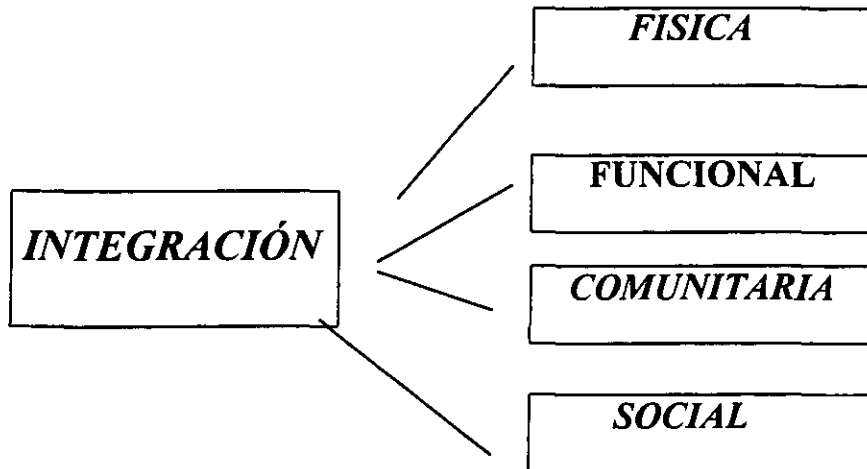 FISICA
FUNCIONAL
INTEGRACIÓN
COMUNITARIA
SOCIAL